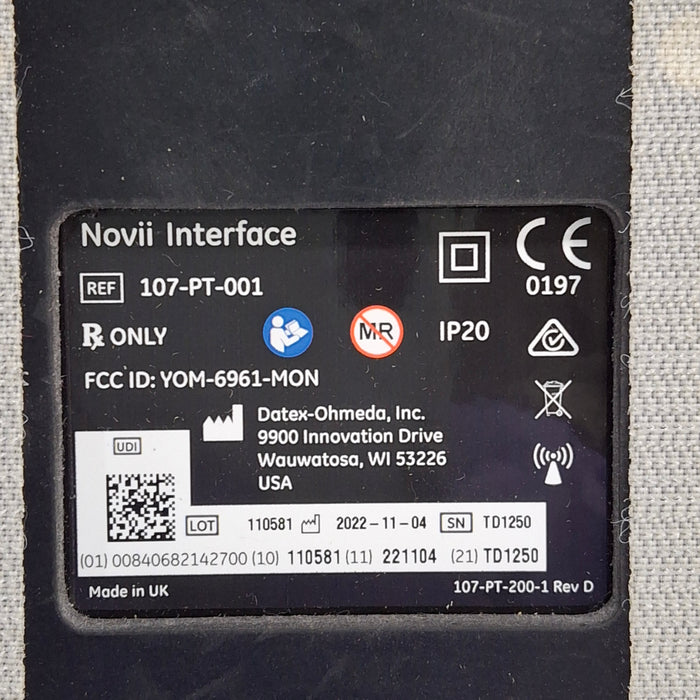 Novii Interface
CE
REF 107-PT-001
0197
Rx ONLY
MR
IP20
FCC ID: YOM-6961-MON
Datex-Ohmeda, Inc.
9900 Innovation Drive
Wauwatosa, WI 53226
USA
UDI
LOT 110581 2022-11-04 SN TD1250
(01) 00840682142700 (10) 110581 (11) 221104 (21) TD1250
Made in UK
107-PT-200-1 Rev D